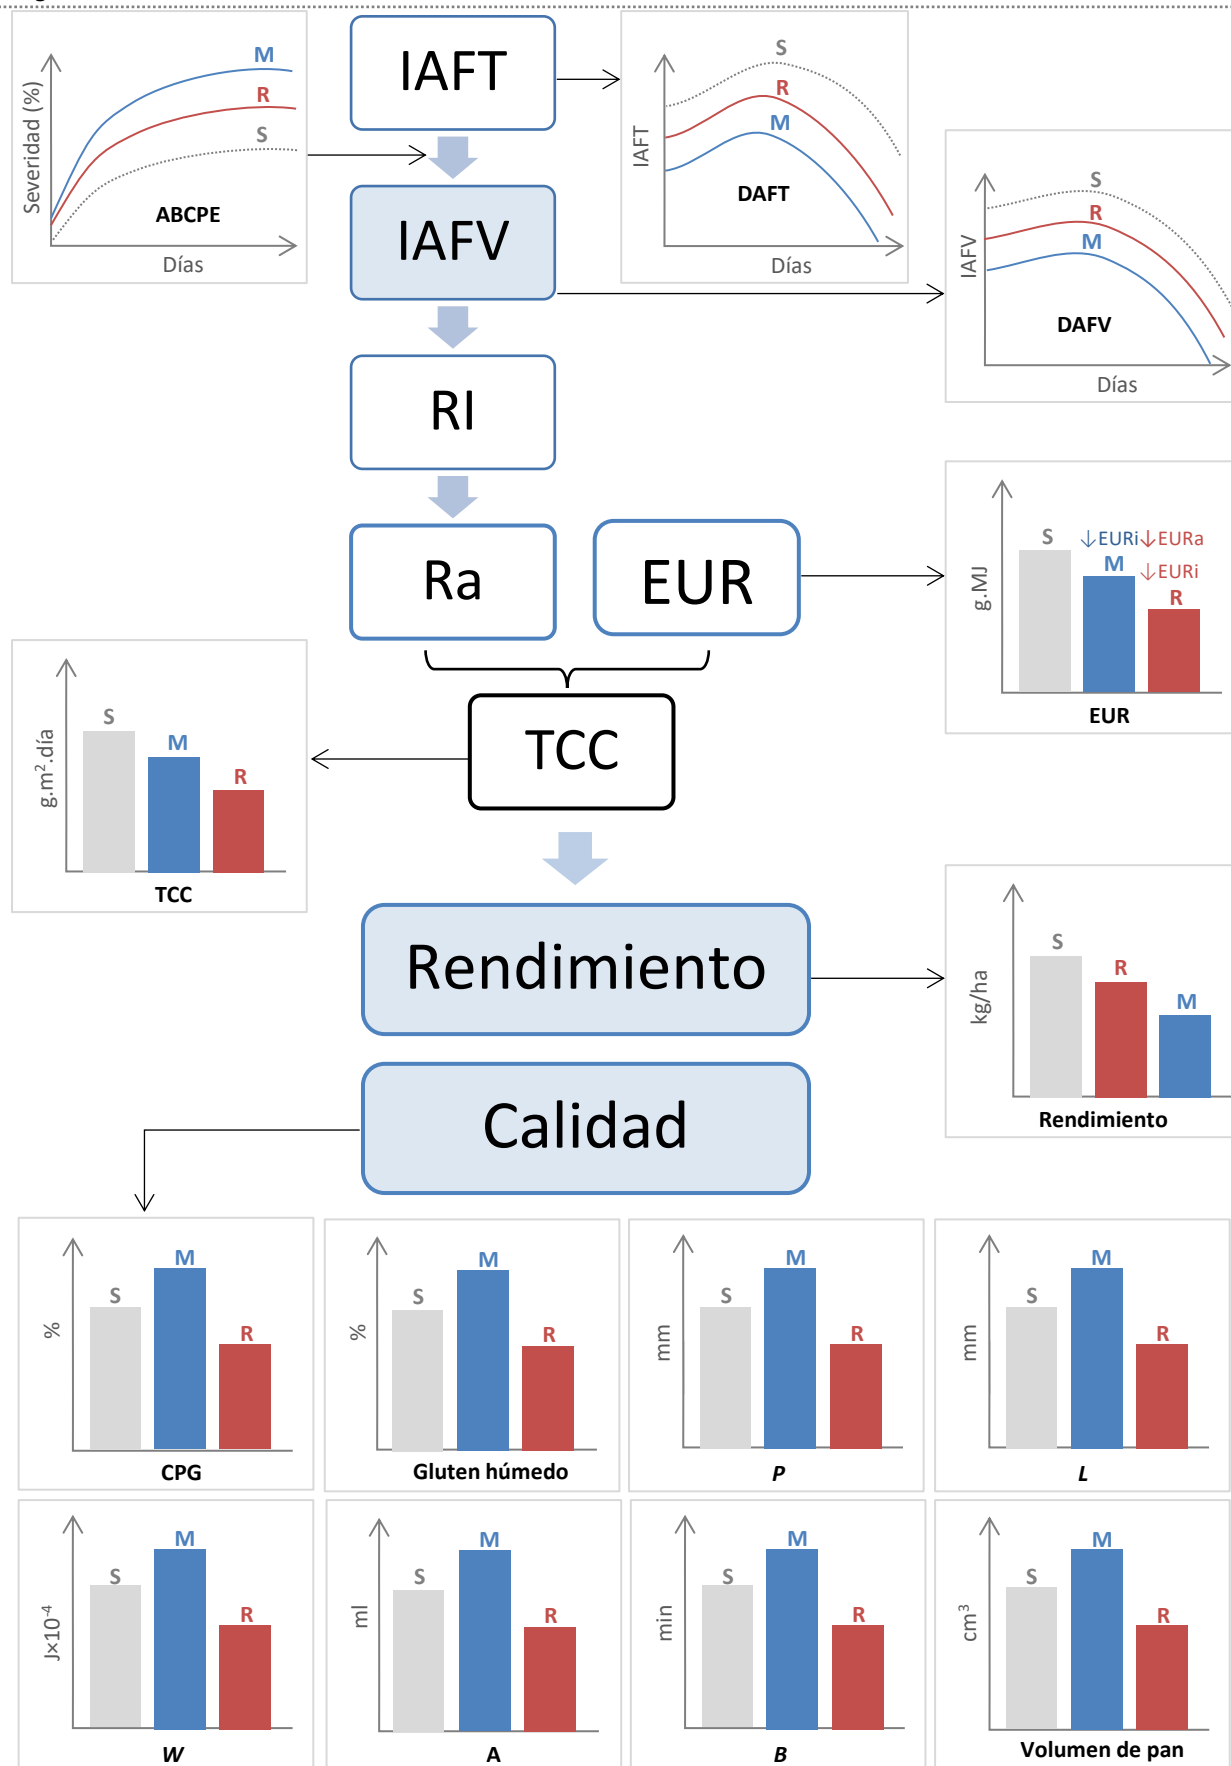 IAFT
Severidad (%)
M
R
S
ABCPE
Días
IAFT
S
R
M
DAFT
Días
IAFV
IAFV
S
R
M
DAFV
Días
RI
Ra
EUR
g.MJ
S
↓EURi
↓EURa
M
↓EURi
R
EUR
TCC
g.m².día
S
M
R
TCC
Rendimiento
kg/ha
S
R
M
Rendimiento
Calidad
%
S
M
R
CPG
%
S
M
R
Gluten húmedo
mm
S
M
R
P
mm
S
M
R
L
J×10⁻⁴
S
M
R
W
ml
S
M
R
A
min
S
M
R
B
cm³
S
M
R
Volumen de pan